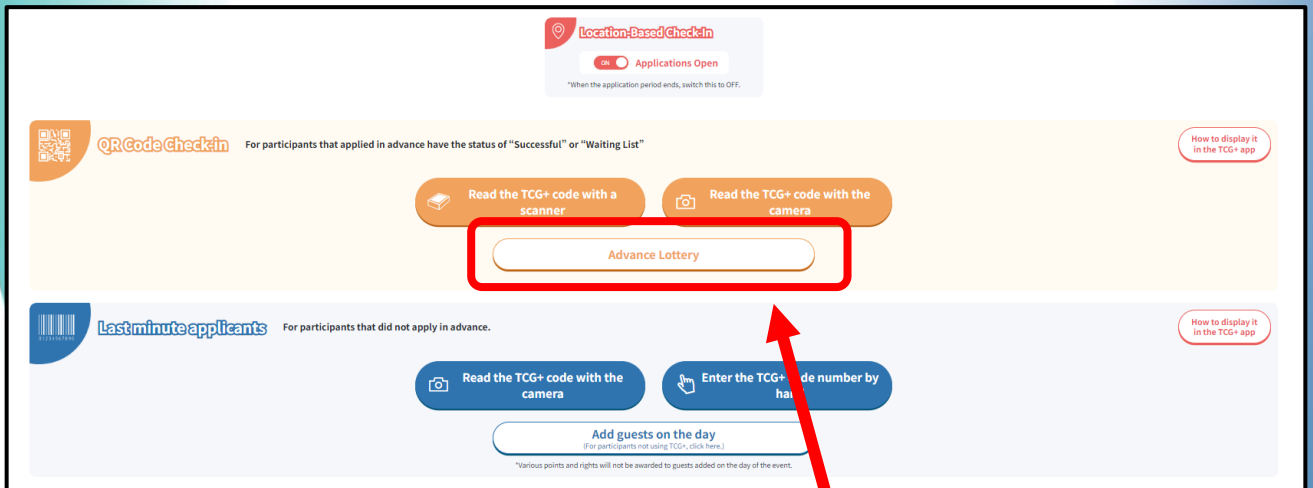 Location-Based Check-In
ON Applications Open
*When the application period ends, switch this to OFF.
QR Code Check-in
For participants that applied in advance have the status of “Successful” or “Waiting List”
How to display it
in the TCG+ app
Read the TCG+ code with a
scanner
Read the TCG+ code with the
camera
Advance Lottery
Last minute applicants
For participants that did not apply in advance.
How to display it
in the TCG+ app
Read the TCG+ code with the
camera
Enter the TCG+ code number by
hand
Add guests on the day
(For participants not using TCG+, click here.)
*Various points and rights will not be awarded to guests added on the day of the event.